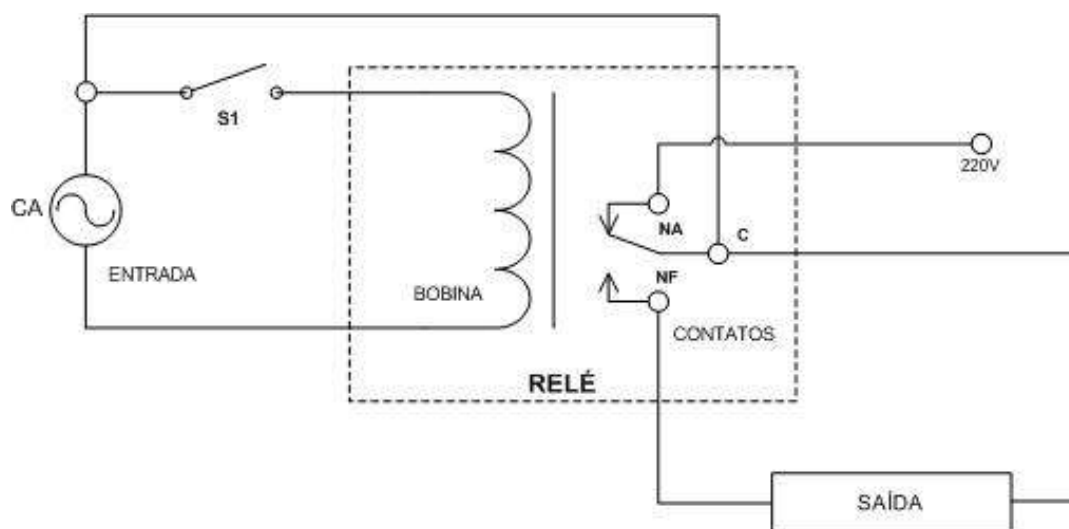 S1
220V
CA
NA
C
ENTRADA
BOBINA
NF
CONTATOS
RELÉ
SAÍDA